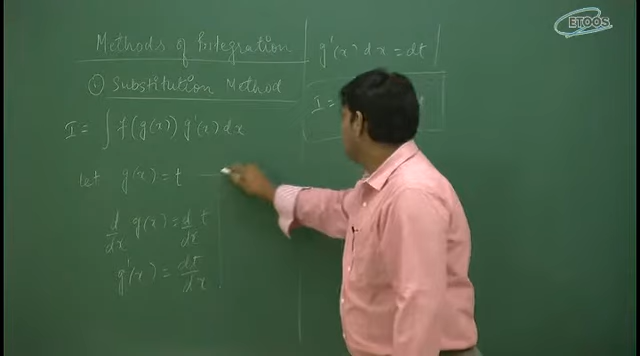 Methods of Integration
① Substitution Method
I = ∫ f(g(x)) g'(x) dx
let g(x) = t
d/dx g(x) = d/dx t
g'(x) = dt/dx
g'(x) dx = dt
I =
ETOOS